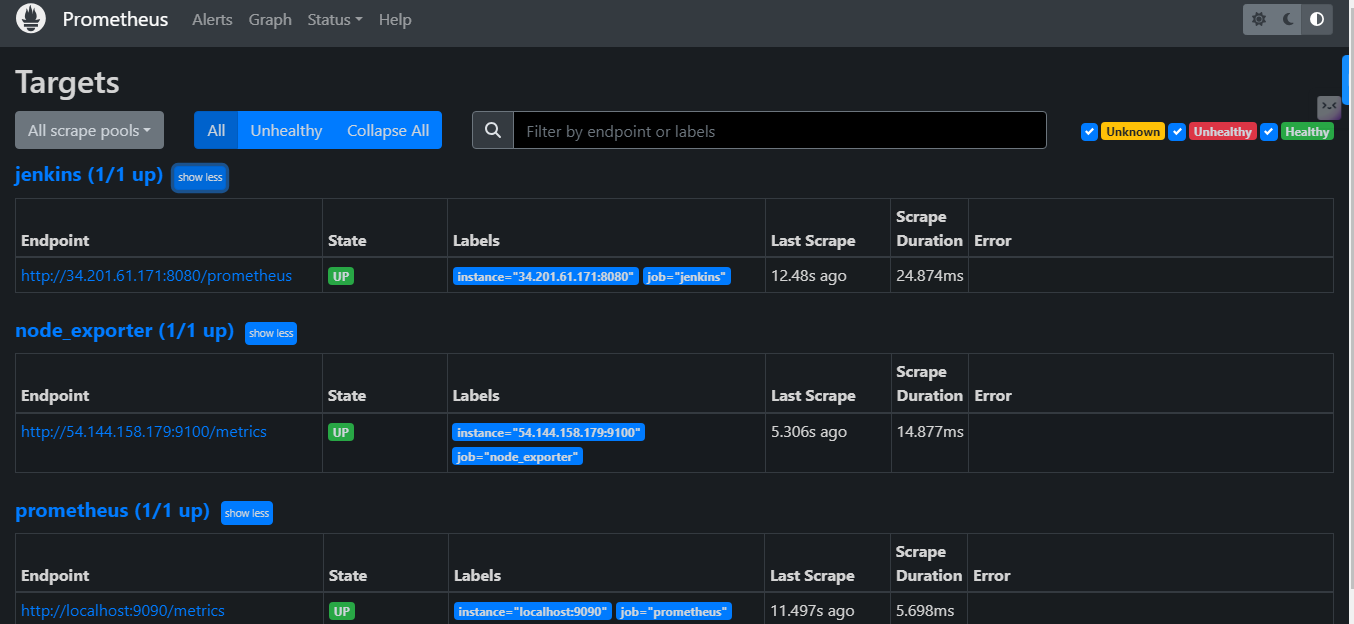 Prometheus Alerts Graph Status Help
Targets
All scrape pools All Unhealthy Collapse All Filter by endpoint or labels Unknown Unhealthy Healthy
jenkins (1/1 up) show less
Endpoint State Labels Last Scrape Scrape Duration Error
http://34.201.61.171:8080/prometheus UP instance="34.201.61.171:8080" job="jenkins" 12.48s ago 24.874ms
node_exporter (1/1 up) show less
Endpoint State Labels Last Scrape Scrape Duration Error
http://54.144.158.179:9100/metrics UP instance="54.144.158.179:9100" 5.306s ago 14.877ms
job="node_exporter"
prometheus (1/1 up) show less
Endpoint State Labels Last Scrape Scrape Duration Error
http://localhost:9090/metrics UP instance="localhost:9090" job="prometheus" 11.497s ago 5.698ms